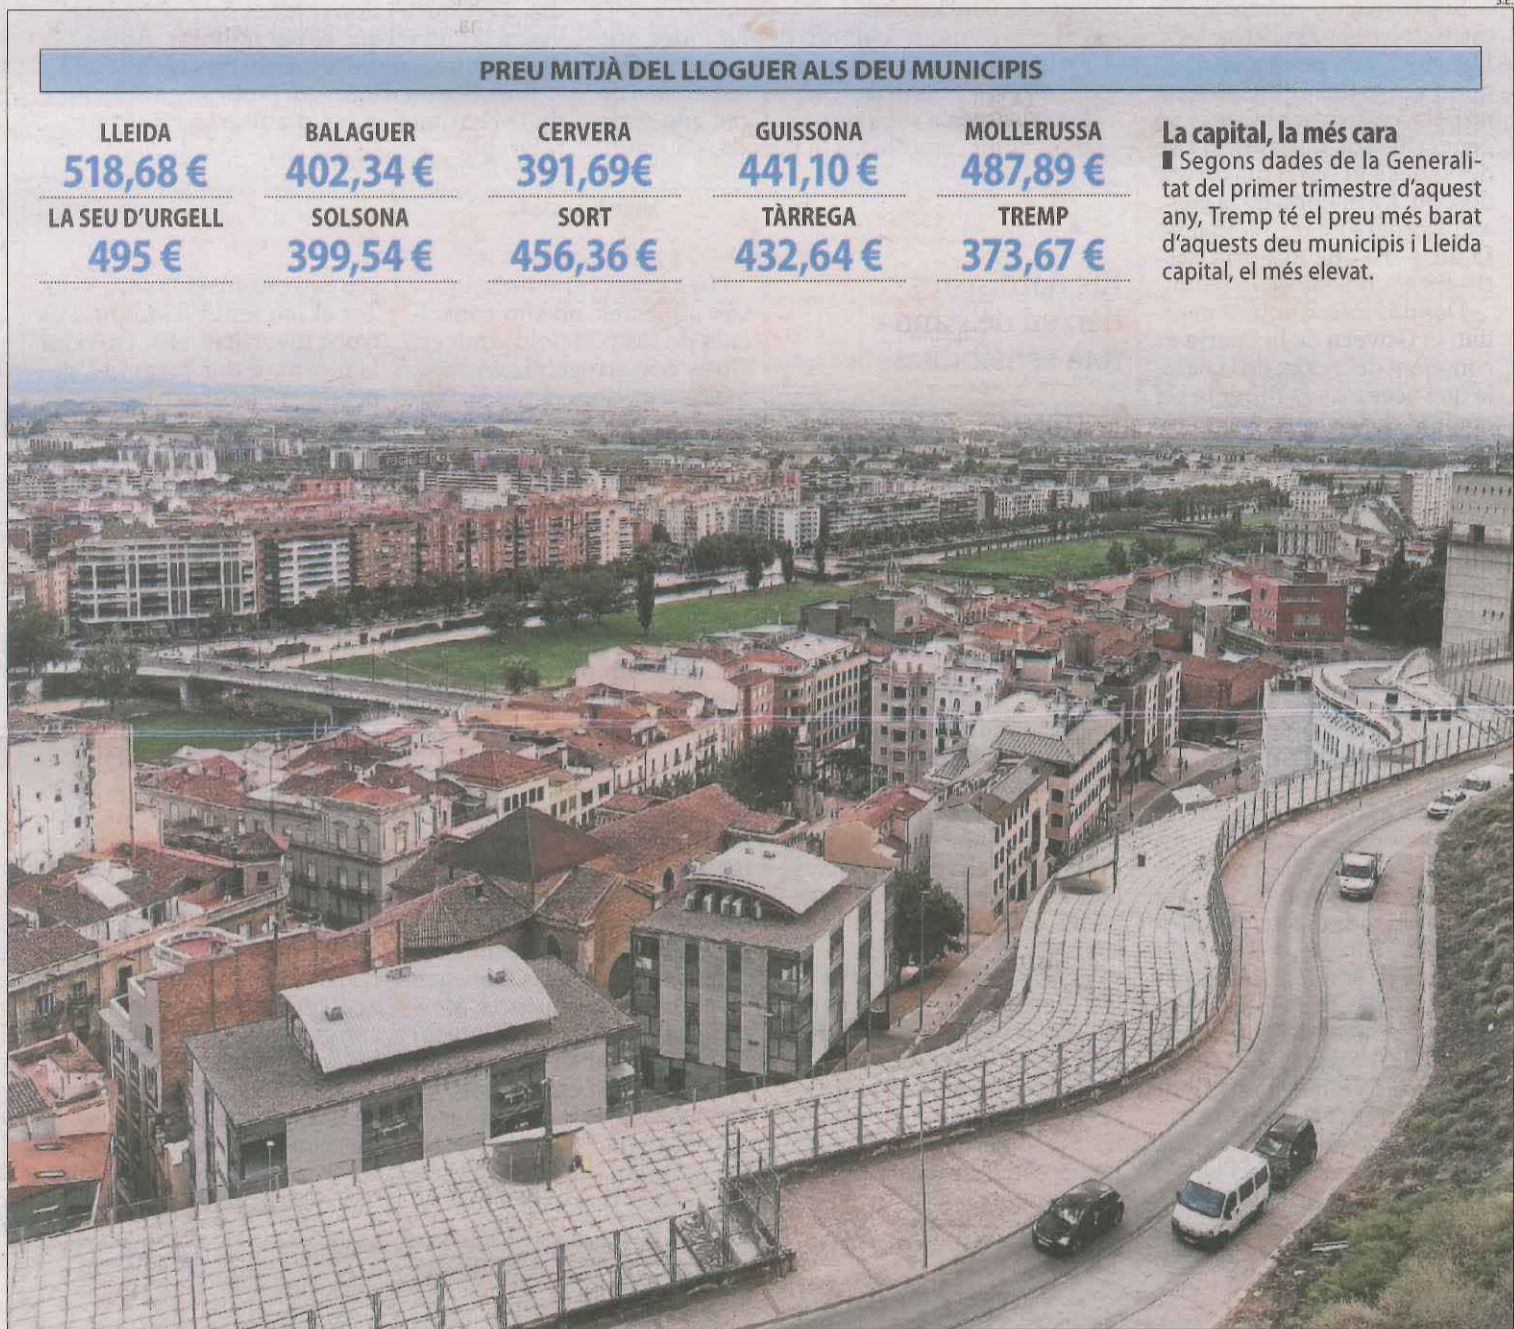 S.E.
PREU MITJÀ DEL LLOGUER ALS DEU MUNICIPIS
LLEIDA
518,68 €
BALAGUER
402,34 €
CERVERA
391,69€
GUISSONA
441,10 €
MOLLERUSSA
487,89 €
LA SEU D'URGELL
495 €
SOLSONA
399,54 €
SORT
456,36 €
TÀRREGA
432,64 €
TREMP
373,67 €
La capital, la més cara
▮ Segons dades de la Generali-
tat del primer trimestre d'aquest
any, Tremp té el preu més barat
d'aquests deu municipis i Lleida
capital, el més elevat.